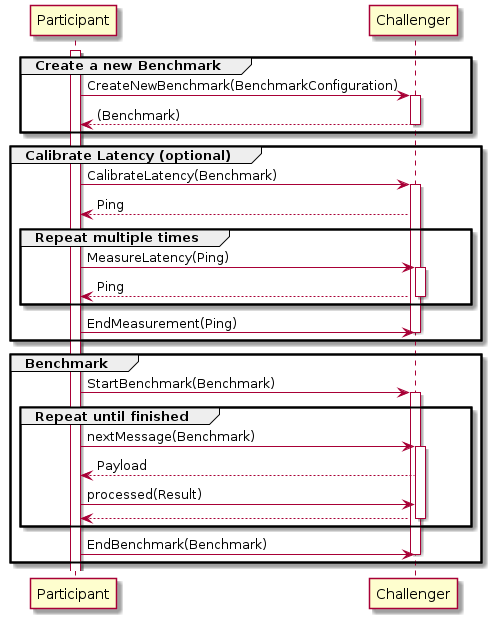 Participant
Challenger
Create a new Benchmark
CreateNewBenchmark(BenchmarkConfiguration)
(Benchmark)
Calibrate Latency (optional)
CalibrateLatency(Benchmark)
Ping
Repeat multiple times
MeasureLatency(Ping)
Ping
EndMeasurement(Ping)
Benchmark
StartBenchmark(Benchmark)
Repeat until finished
nextMessage(Benchmark)
Payload
processed(Result)
EndBenchmark(Benchmark)
Participant
Challenger